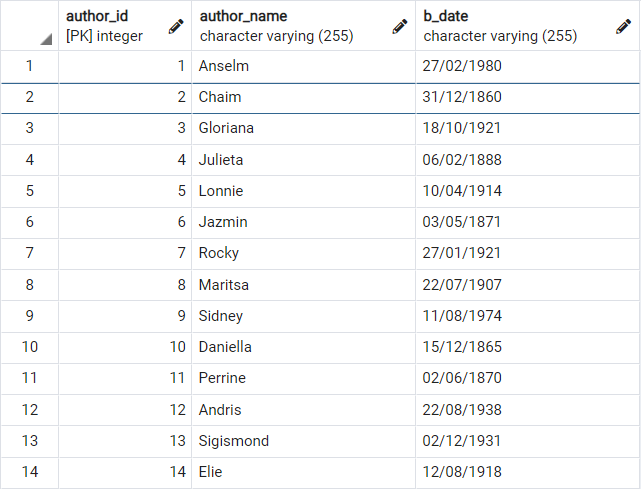 author_id author_name b_date
[PK] integer character varying (255) character varying (255)
1 1 Anselm 27/02/1980
2 2 Chaim 31/12/1860
3 3 Gloriana 18/10/1921
4 4 Julieta 06/02/1888
5 5 Lonnie 10/04/1914
6 6 Jazmin 03/05/1871
7 7 Rocky 27/01/1921
8 8 Maritsa 22/07/1907
9 9 Sidney 11/08/1974
10 10 Daniella 15/12/1865
11 11 Perrine 02/06/1870
12 12 Andris 22/08/1938
13 13 Sigismond 02/12/1931
14 14 Elie 12/08/1918